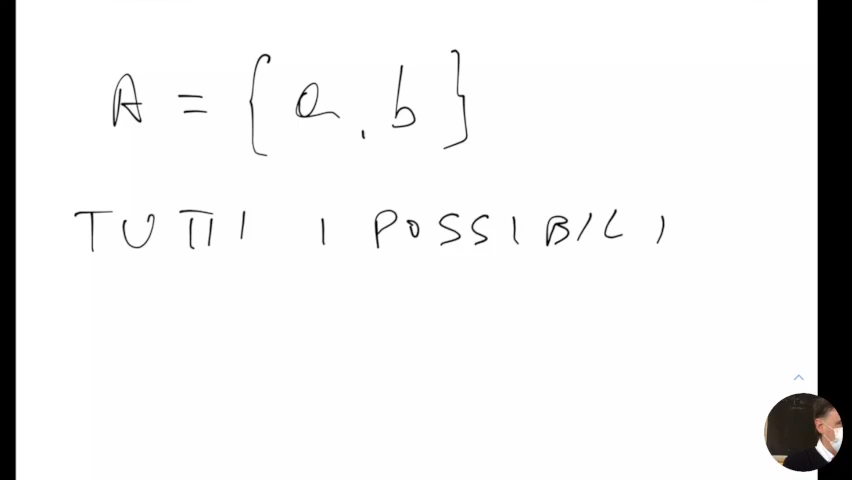 A = { a, b }
TUTTI I POSSIBILI